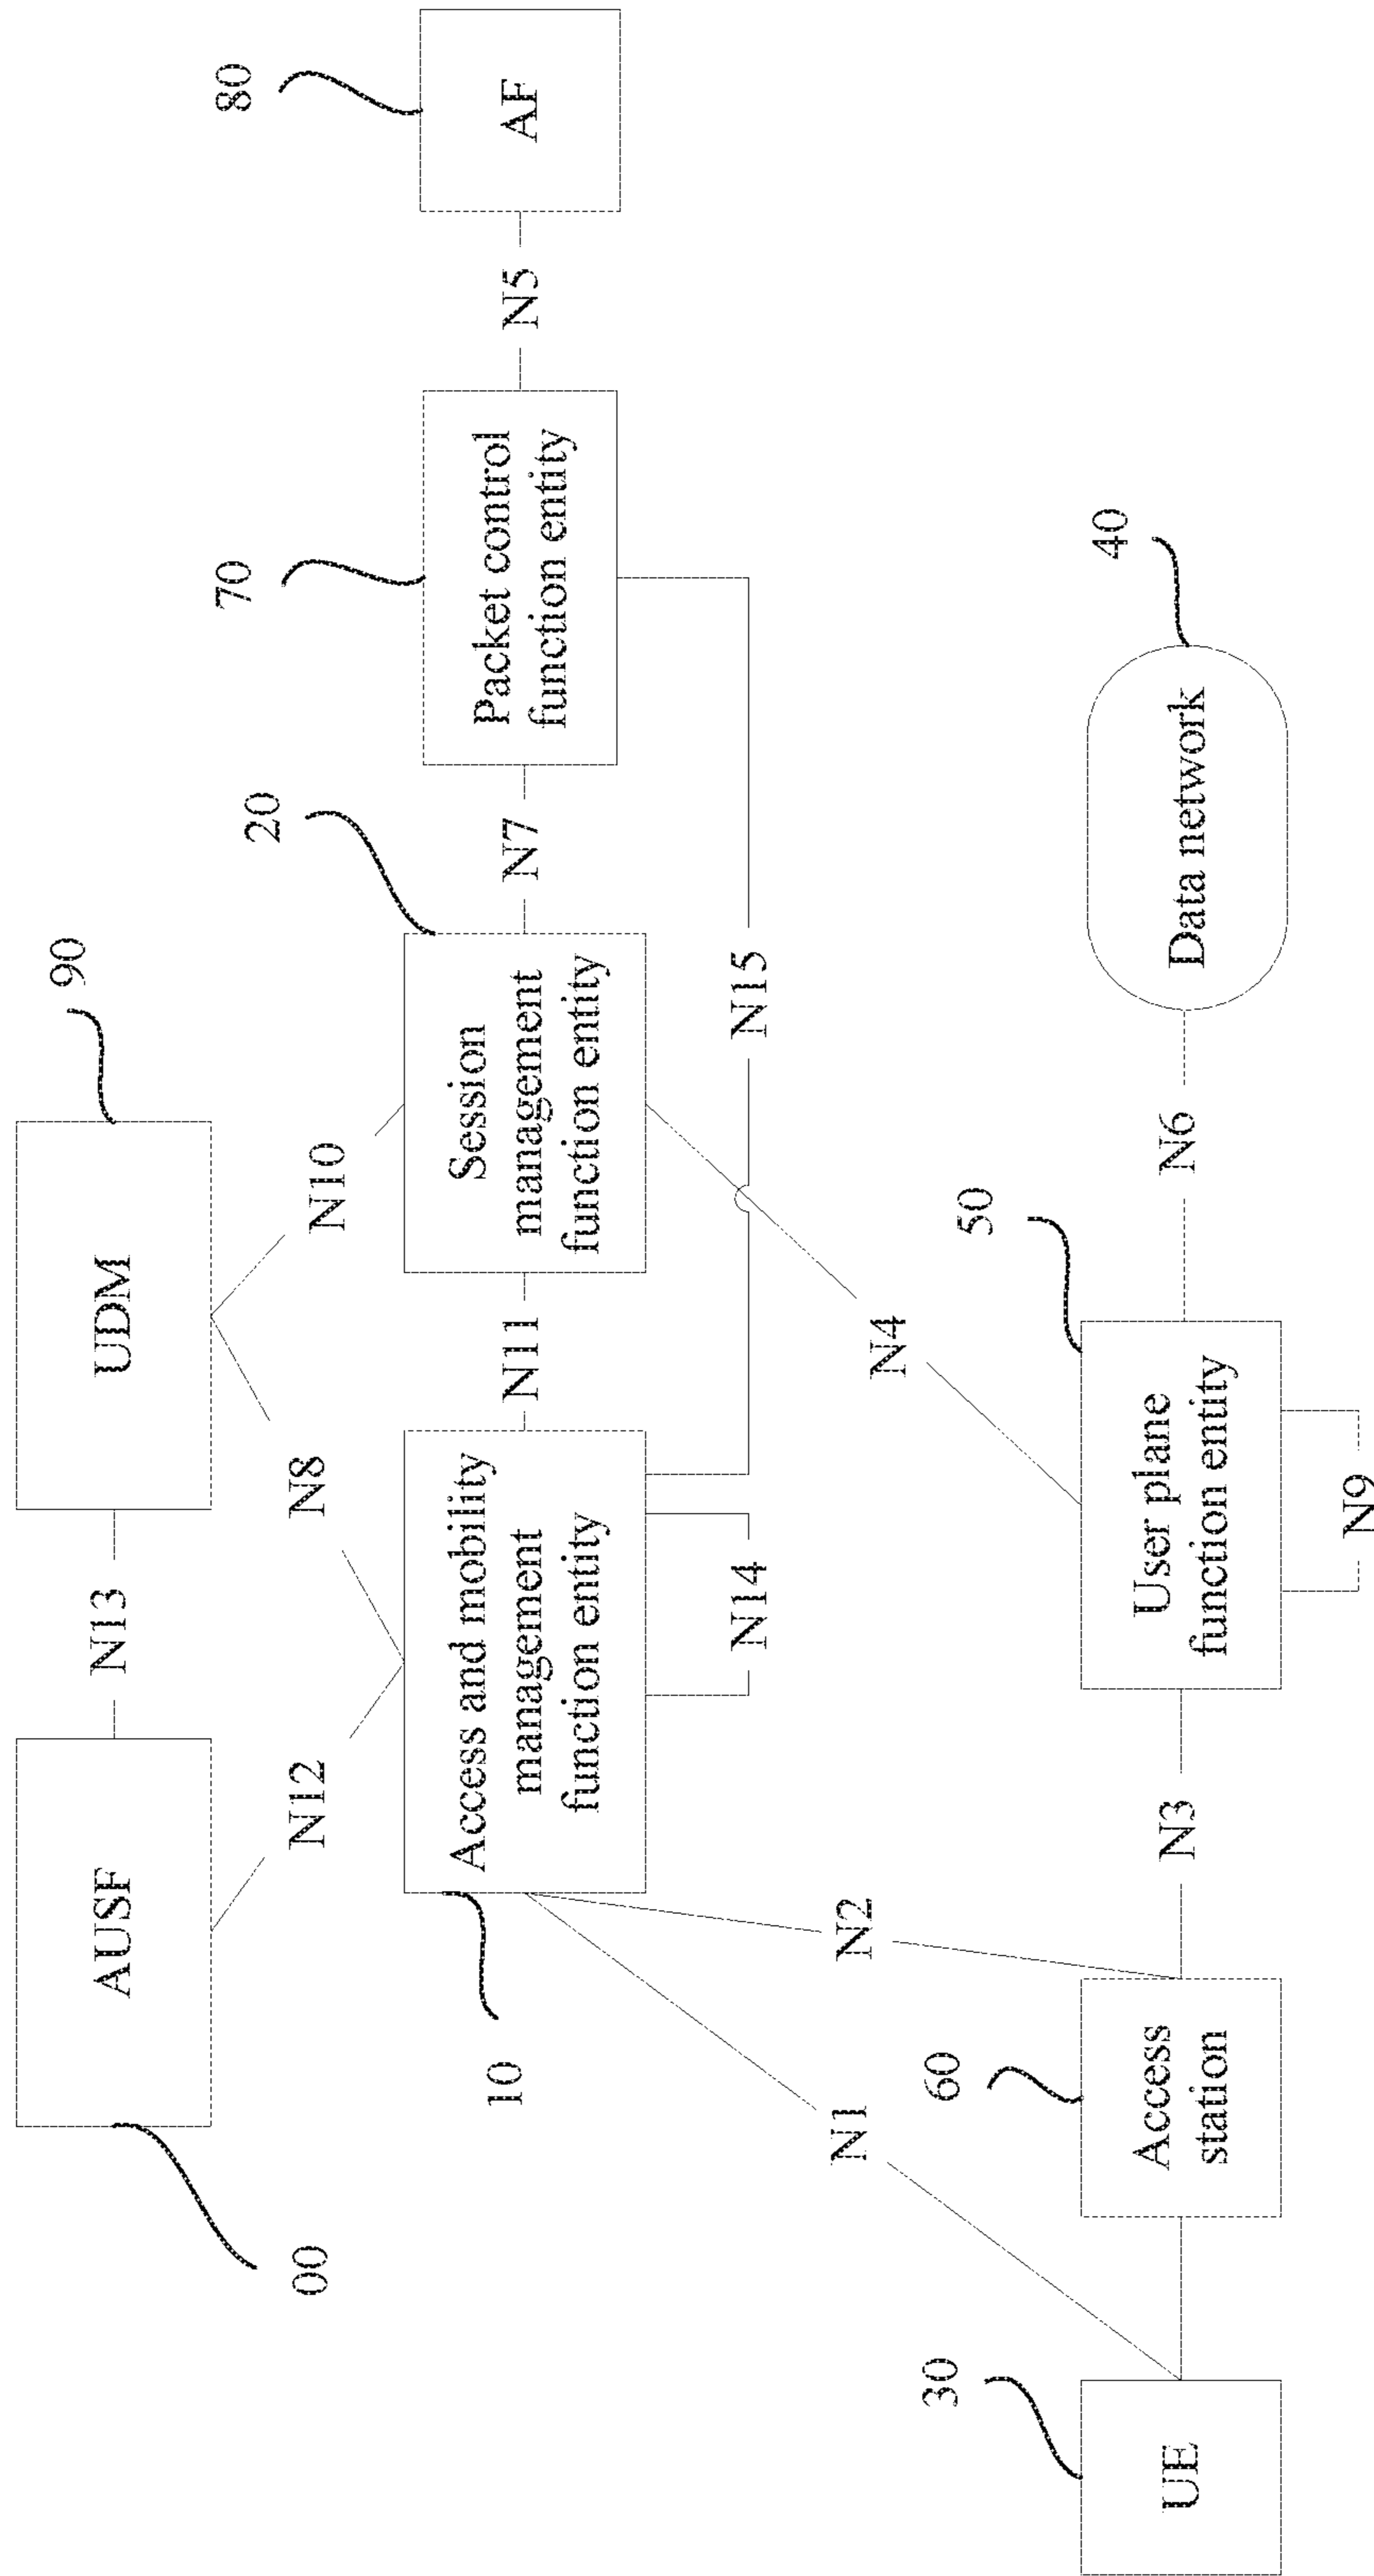 00
AUSF
N13
UDM
90
N12
N8
N10
10
Access and mobility
management
function entity
N11
Session
management
function entity
20
N7
Packet control
function entity
70
N5
AF
80
N14
N15
N1
N2
N4
30
UE
60
Access
station
N3
50
User plane
function entity
N9
N6
40
Data network